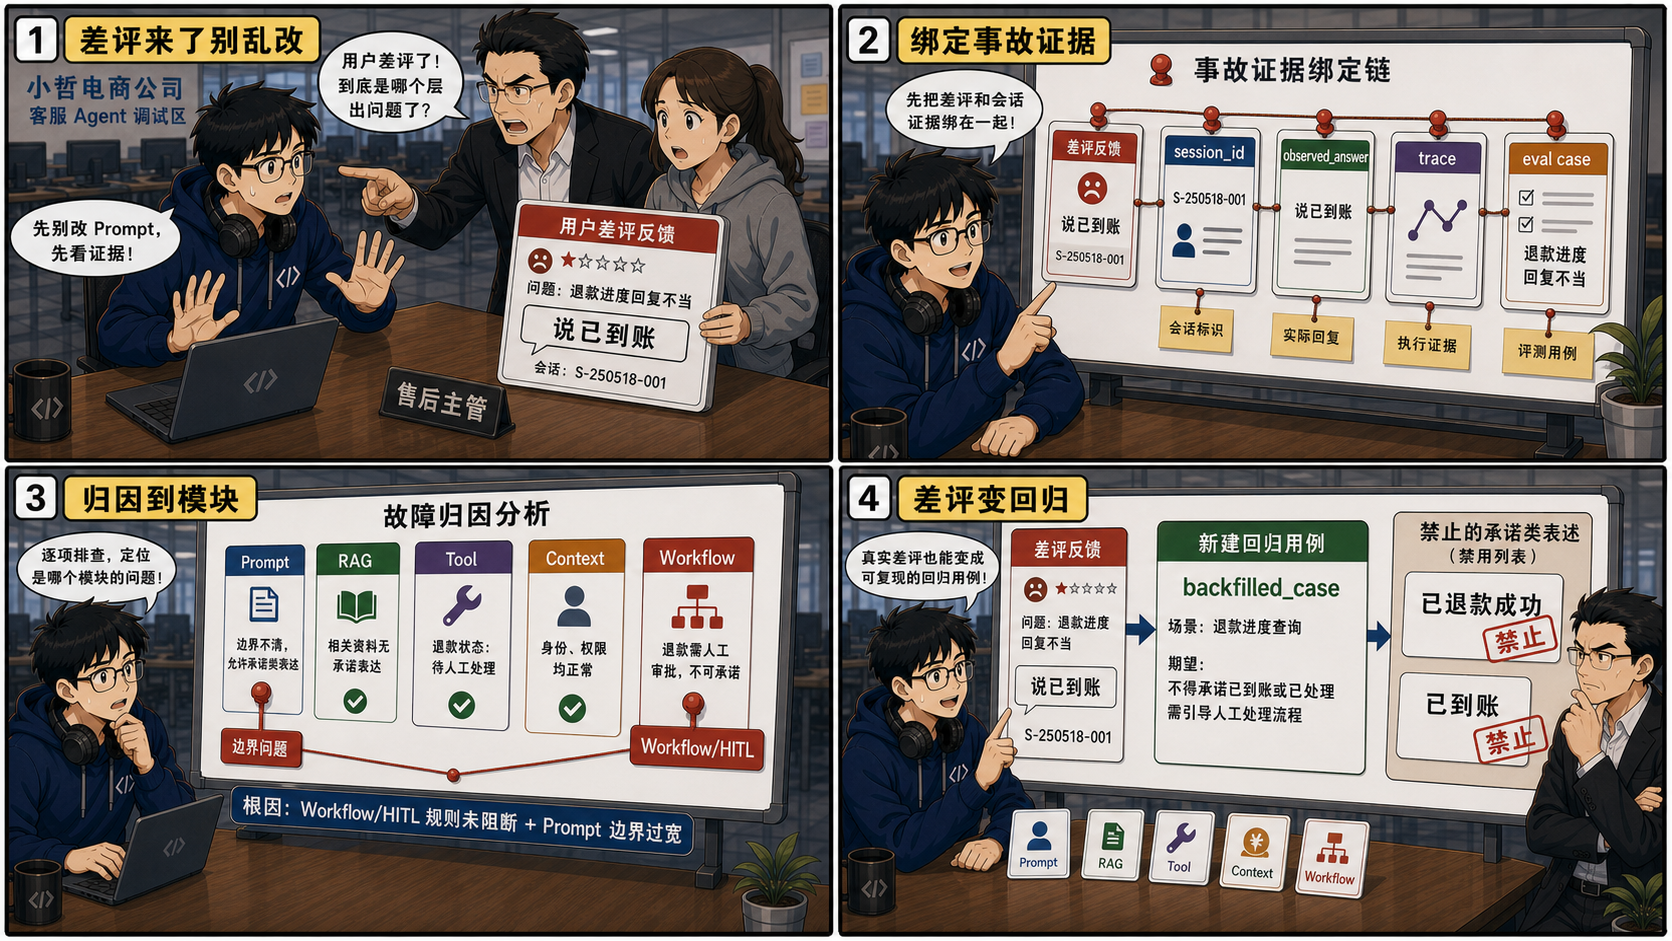 1
差评来了别乱改
小哲电商公司
客服 Agent 调试区
用户差评了！
到底是哪个层
出问题了？
先别改 Prompt，
先看证据！
用户差评反馈
问题：退款进度回复不当
说已到账
会话：S-250518-001
售后主管
</>
</>
</>
2
绑定事故证据
事故证据绑定链
先把差评和会话
证据绑在一起！
差评反馈
说已到账
S-250518-001
session_id
S-250518-001
observed_answer
说已到账
trace
eval case
退款进度
回复不当
会话标识
实际回复
执行证据
评测用例
</>
</>
3
归因到模块
故障归因分析
逐项排查，定位
是哪个模块的问题！
Prompt
边界不清，
允许承诺类表达
RAG
相关资料无
承诺表达
Tool
退款状态：
待人工处理
Context
身份、权限
均正常
Workflow
退款需人工
审批，不可承诺
边界问题
Workflow/HITL
根因：Workflow/HITL 规则未阻断 + Prompt 边界过宽
</>
</>
</>
4
差评变回归
真实差评也能变成
可复现的回归用例！
差评反馈
问题：退款进度
回复不当
说已到账
S-250518-001
新建回归用例
backfilled_case
场景：退款进度查询
期望：
不得承诺已到账或已处理
需引导人工处理流程
禁止的承诺类表述
（禁用列表）
已退款成功
禁止
已到账
禁止
</>
</>
Prompt
RAG
Tool
¥
Context
Workflow